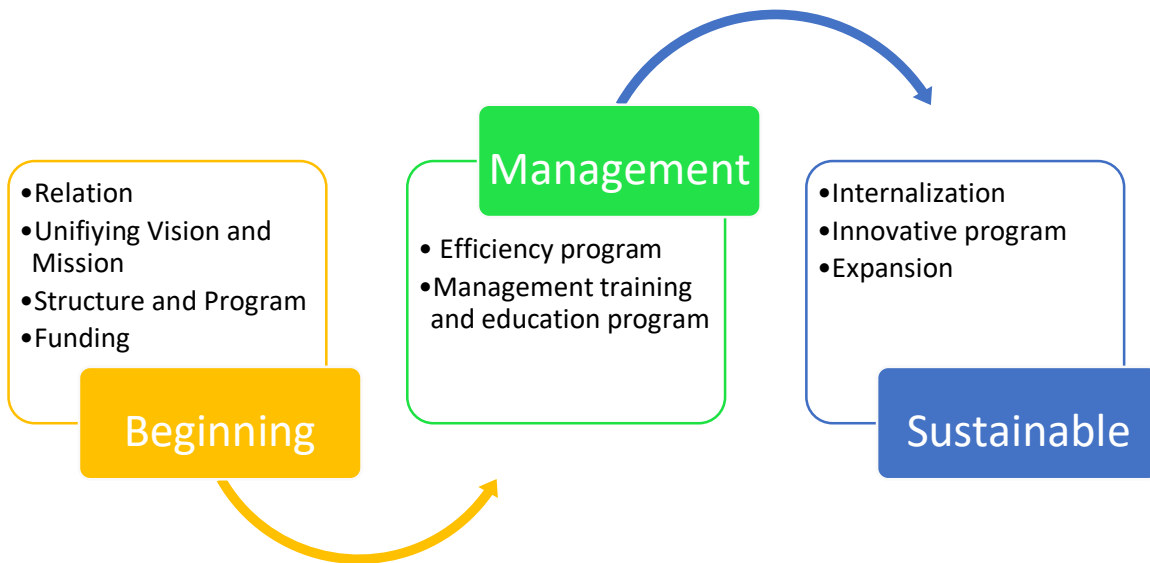 •Relation
•Unifiying Vision and
Mission
•Structure and Program
•Funding
Beginning
Management
• Efficiency program
•Management training
and education program
•Internalization
•Innovative program
•Expansion
Sustainable